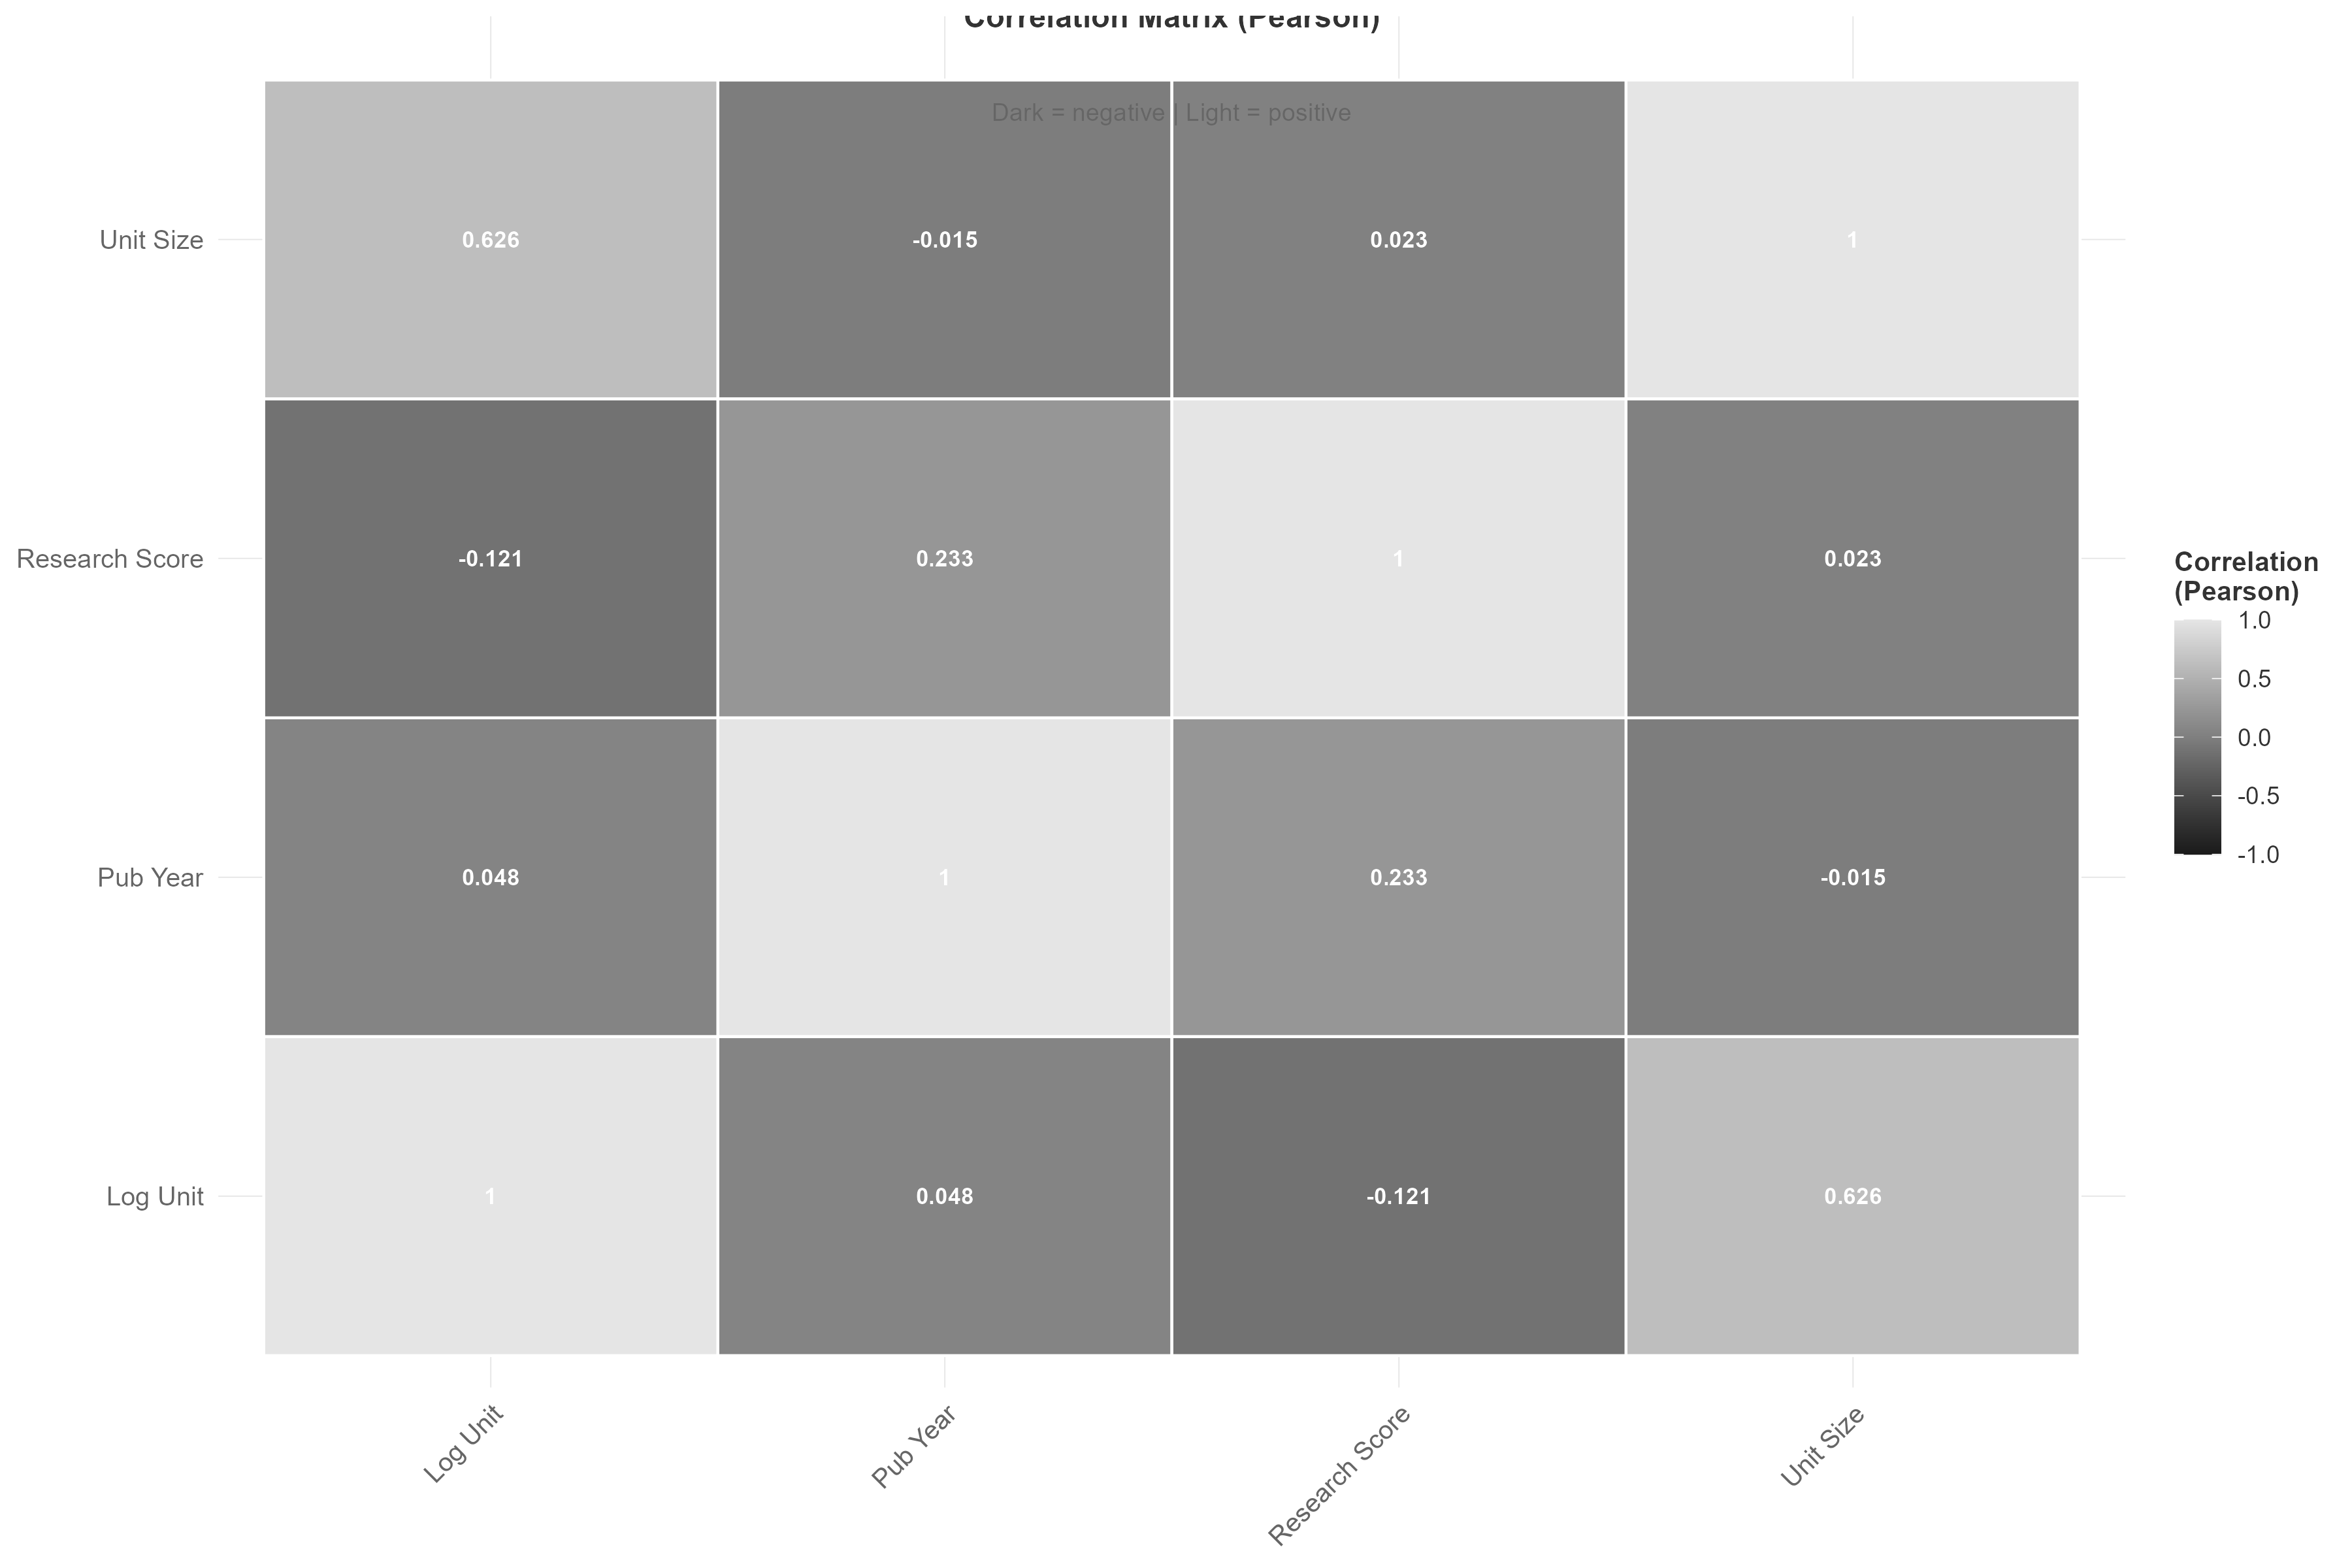 Correlation Matrix (Pearson)
Dark = negative | Light = positive
Unit Size
0.626
-0.015
0.023
1
Research Score
-0.121
0.233
1
0.023
Pub Year
0.048
1
0.233
-0.015
Log Unit
1
0.048
-0.121
0.626
Log Unit
Pub Year
Research Score
Unit Size
Correlation
(Pearson)
1.0
0.5
0.0
-0.5
-1.0